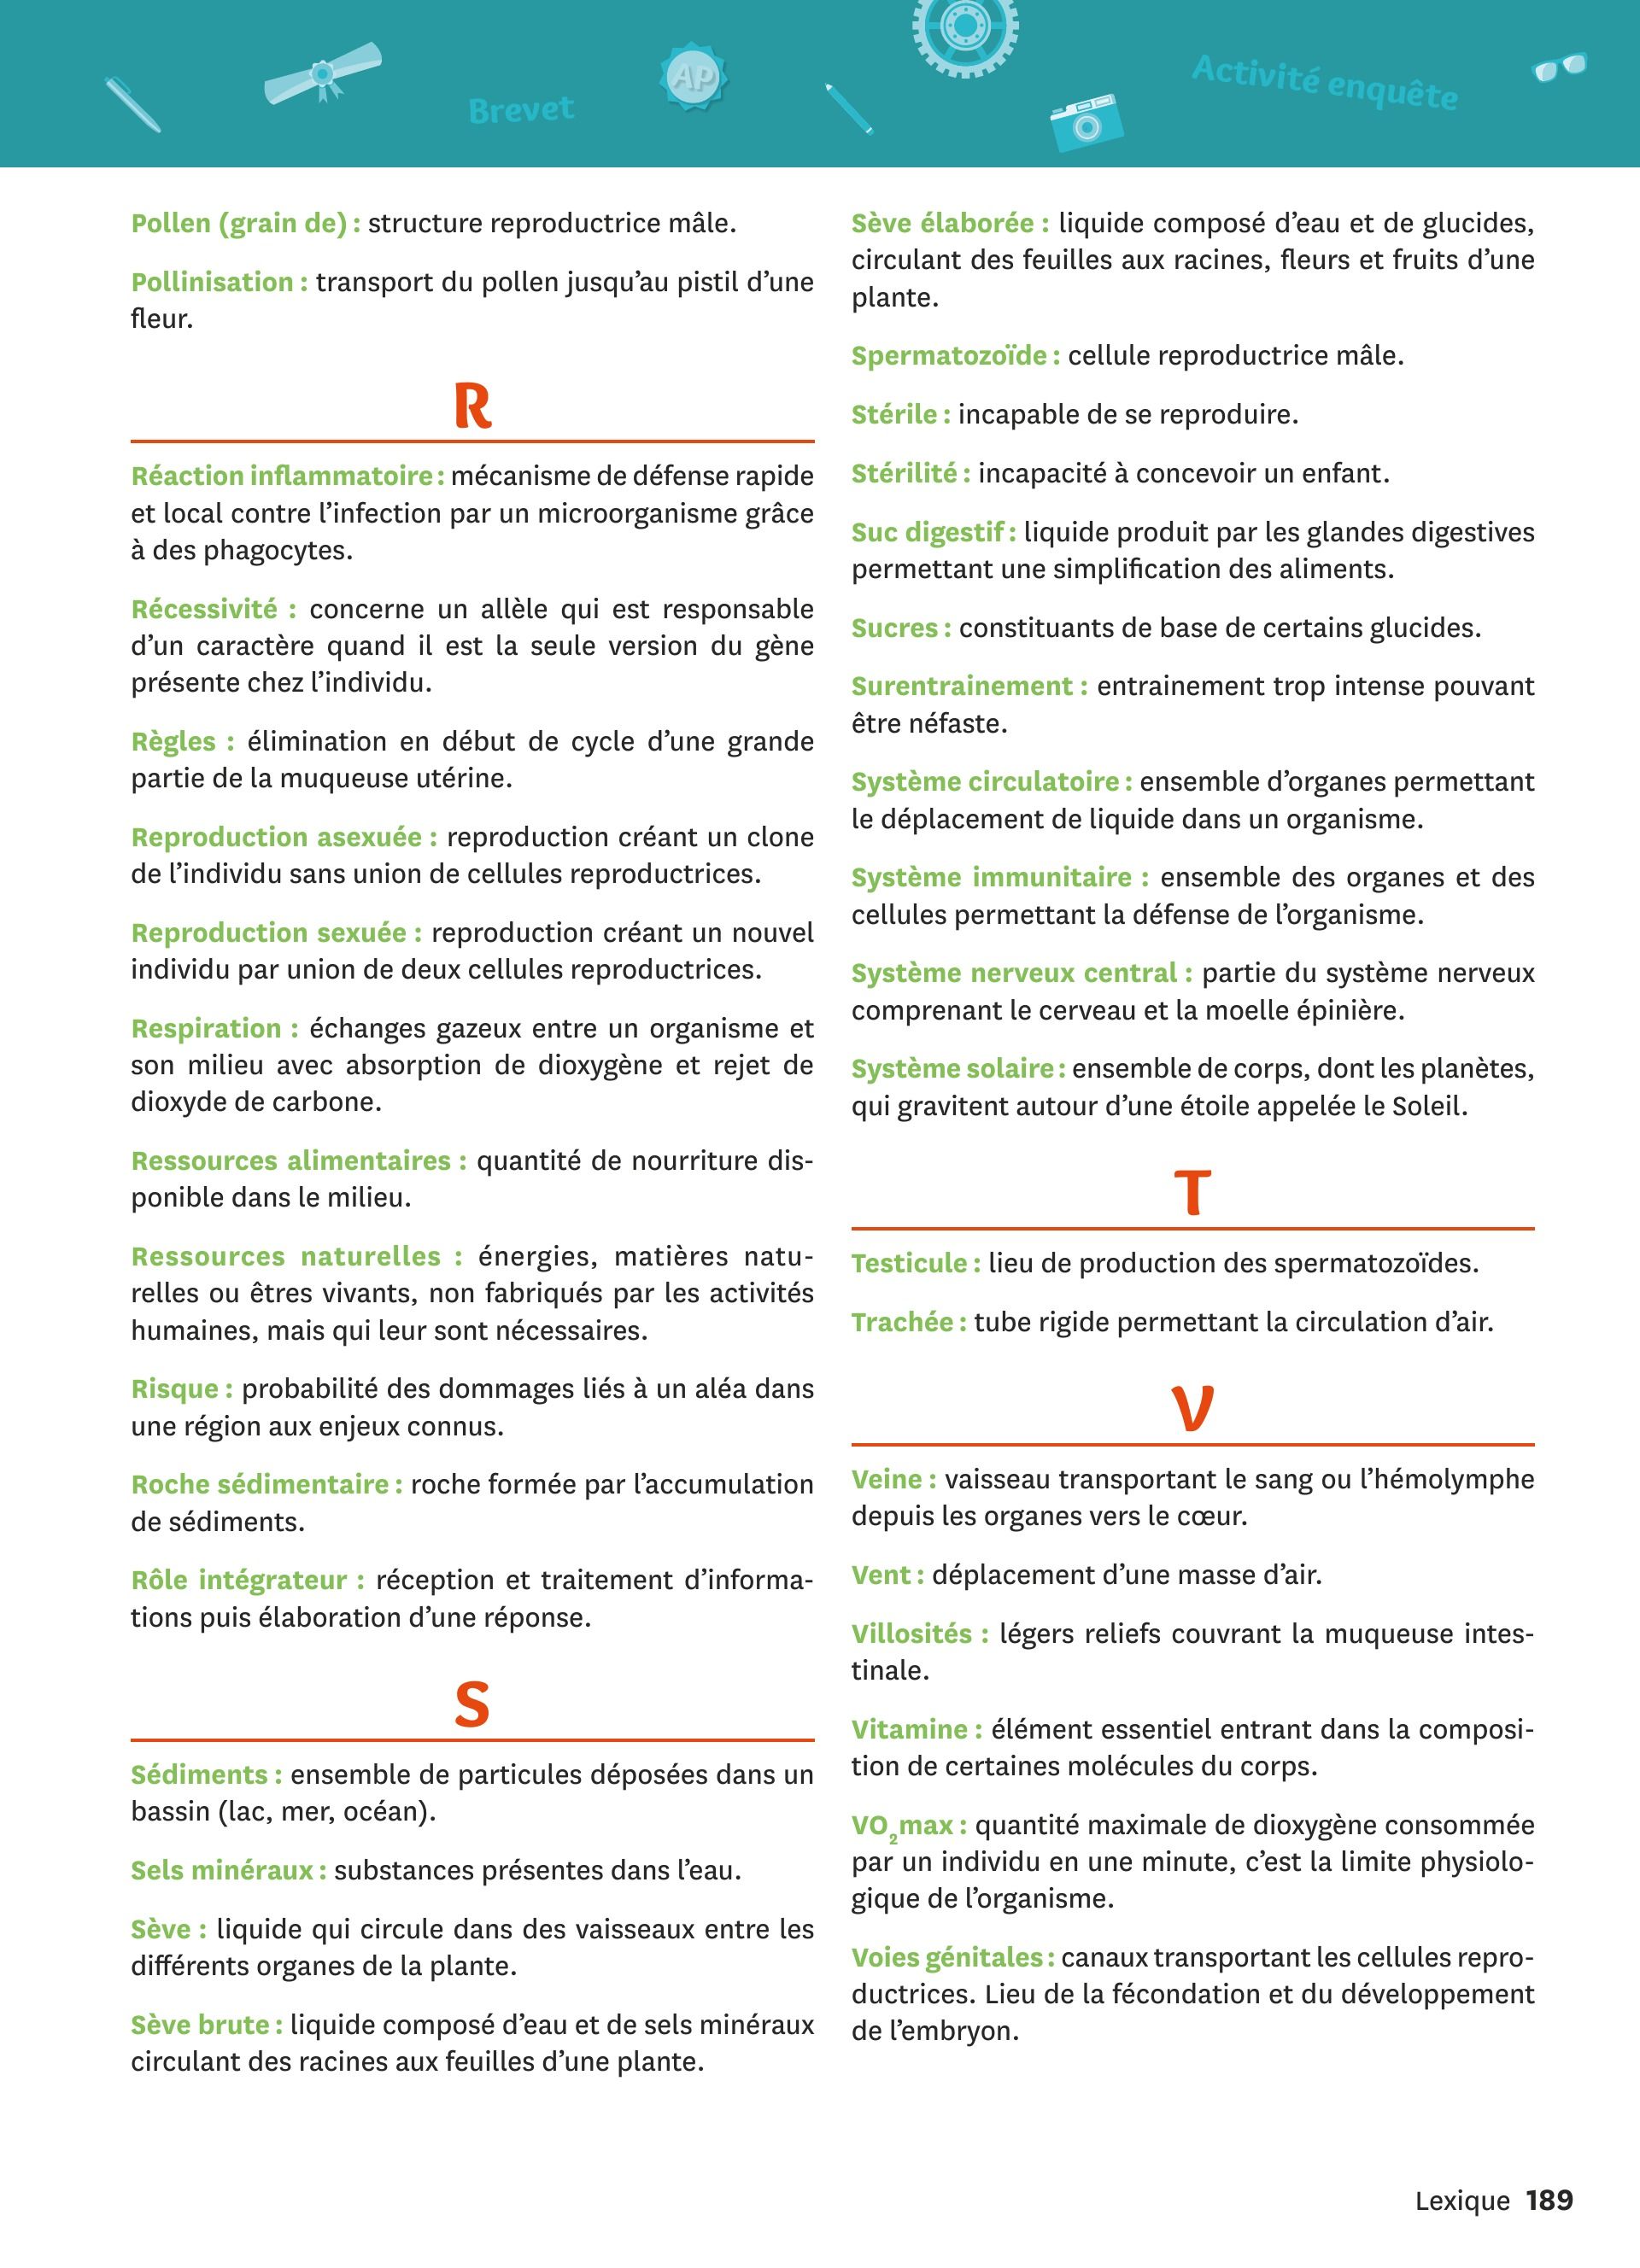 Brevet
AP
Activité enquête
Pollen (grain de) : structure reproductrice mâle.
Pollinisation : transport du pollen jusqu’au pistil d’une
fleur.
R
Réaction inflammatoire : mécanisme de défense rapide
et local contre l’infection par un microorganisme grâce
à des phagocytes.
Récessivité : concerne un allèle qui est responsable
d’un caractère quand il est la seule version du gène
présente chez l’individu.
Règles : élimination en début de cycle d’une grande
partie de la muqueuse utérine.
Reproduction asexuée : reproduction créant un clone
de l’individu sans union de cellules reproductrices.
Reproduction sexuée : reproduction créant un nouvel
individu par union de deux cellules reproductrices.
Respiration : échanges gazeux entre un organisme et
son milieu avec absorption de dioxygène et rejet de
dioxyde de carbone.
Ressources alimentaires : quantité de nourriture dis-
ponible dans le milieu.
Ressources naturelles : énergies, matières natu-
relles ou êtres vivants, non fabriqués par les activités
humaines, mais qui leur sont nécessaires.
Risque : probabilité des dommages liés à un aléa dans
une région aux enjeux connus.
Roche sédimentaire : roche formée par l’accumulation
de sédiments.
Rôle intégrateur : réception et traitement d’informa-
tions puis élaboration d’une réponse.
S
Sédiments : ensemble de particules déposées dans un
bassin (lac, mer, océan).
Sels minéraux : substances présentes dans l’eau.
Sève : liquide qui circule dans des vaisseaux entre les
différents organes de la plante.
Sève brute : liquide composé d’eau et de sels minéraux
circulant des racines aux feuilles d’une plante.
Sève élaborée : liquide composé d’eau et de glucides,
circulant des feuilles aux racines, fleurs et fruits d’une
plante.
Spermatozoïde : cellule reproductrice mâle.
Stérile : incapable de se reproduire.
Stérilité : incapacité à concevoir un enfant.
Suc digestif : liquide produit par les glandes digestives
permettant une simplification des aliments.
Sucres : constituants de base de certains glucides.
Surentrainement : entrainement trop intense pouvant
être néfaste.
Système circulatoire : ensemble d’organes permettant
le déplacement de liquide dans un organisme.
Système immunitaire : ensemble des organes et des
cellules permettant la défense de l’organisme.
Système nerveux central : partie du système nerveux
comprenant le cerveau et la moelle épinière.
Système solaire : ensemble de corps, dont les planètes,
qui gravitent autour d’une étoile appelée le Soleil.
T
Testicule : lieu de production des spermatozoïdes.
Trachée : tube rigide permettant la circulation d’air.
V
Veine : vaisseau transportant le sang ou l’hémolymphe
depuis les organes vers le cœur.
Vent : déplacement d’une masse d’air.
Villosités : légers reliefs couvrant la muqueuse intes-
tinale.
Vitamine : élément essentiel entrant dans la composi-
tion de certaines molécules du corps.
VO₂max : quantité maximale de dioxygène consommée
par un individu en une minute, c’est la limite physiolo-
gique de l’organisme.
Voies génitales : canaux transportant les cellules repro-
ductrices. Lieu de la fécondation et du développement
de l’embryon.
Lexique 189